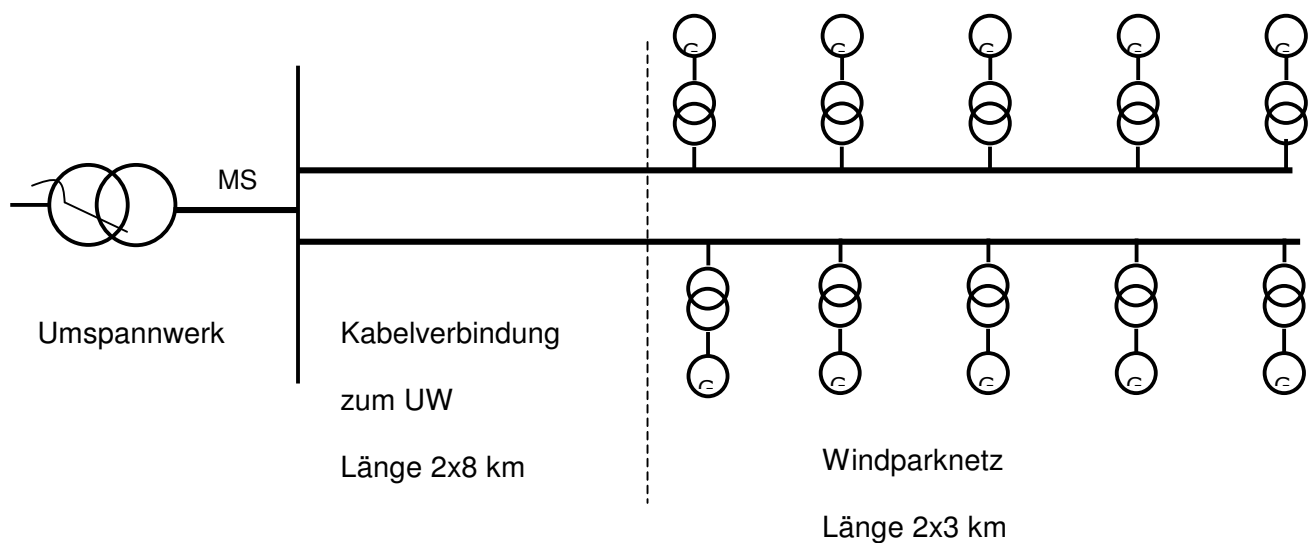 MS
Umspannwerk
Kabelverbindung
zum UW
Länge 2x8 km
Windparknetz
Länge 2x3 km